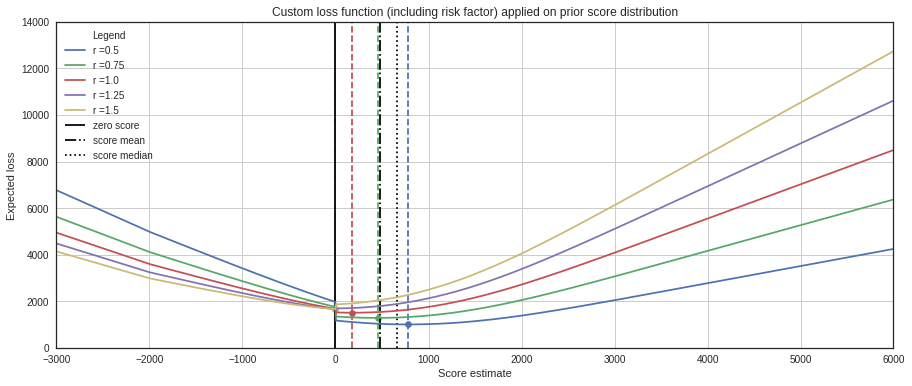 Custom loss function (including risk factor) applied on prior score distribution
14000
12000
10000
8000
6000
4000
2000
0
Expected loss
Legend
r =0.5
r =0.75
r =1.0
r =1.25
r =1.5
zero score
score mean
score median
−3000 −2000 −1000 0 1000 2000 3000 4000 5000 6000
Score estimate